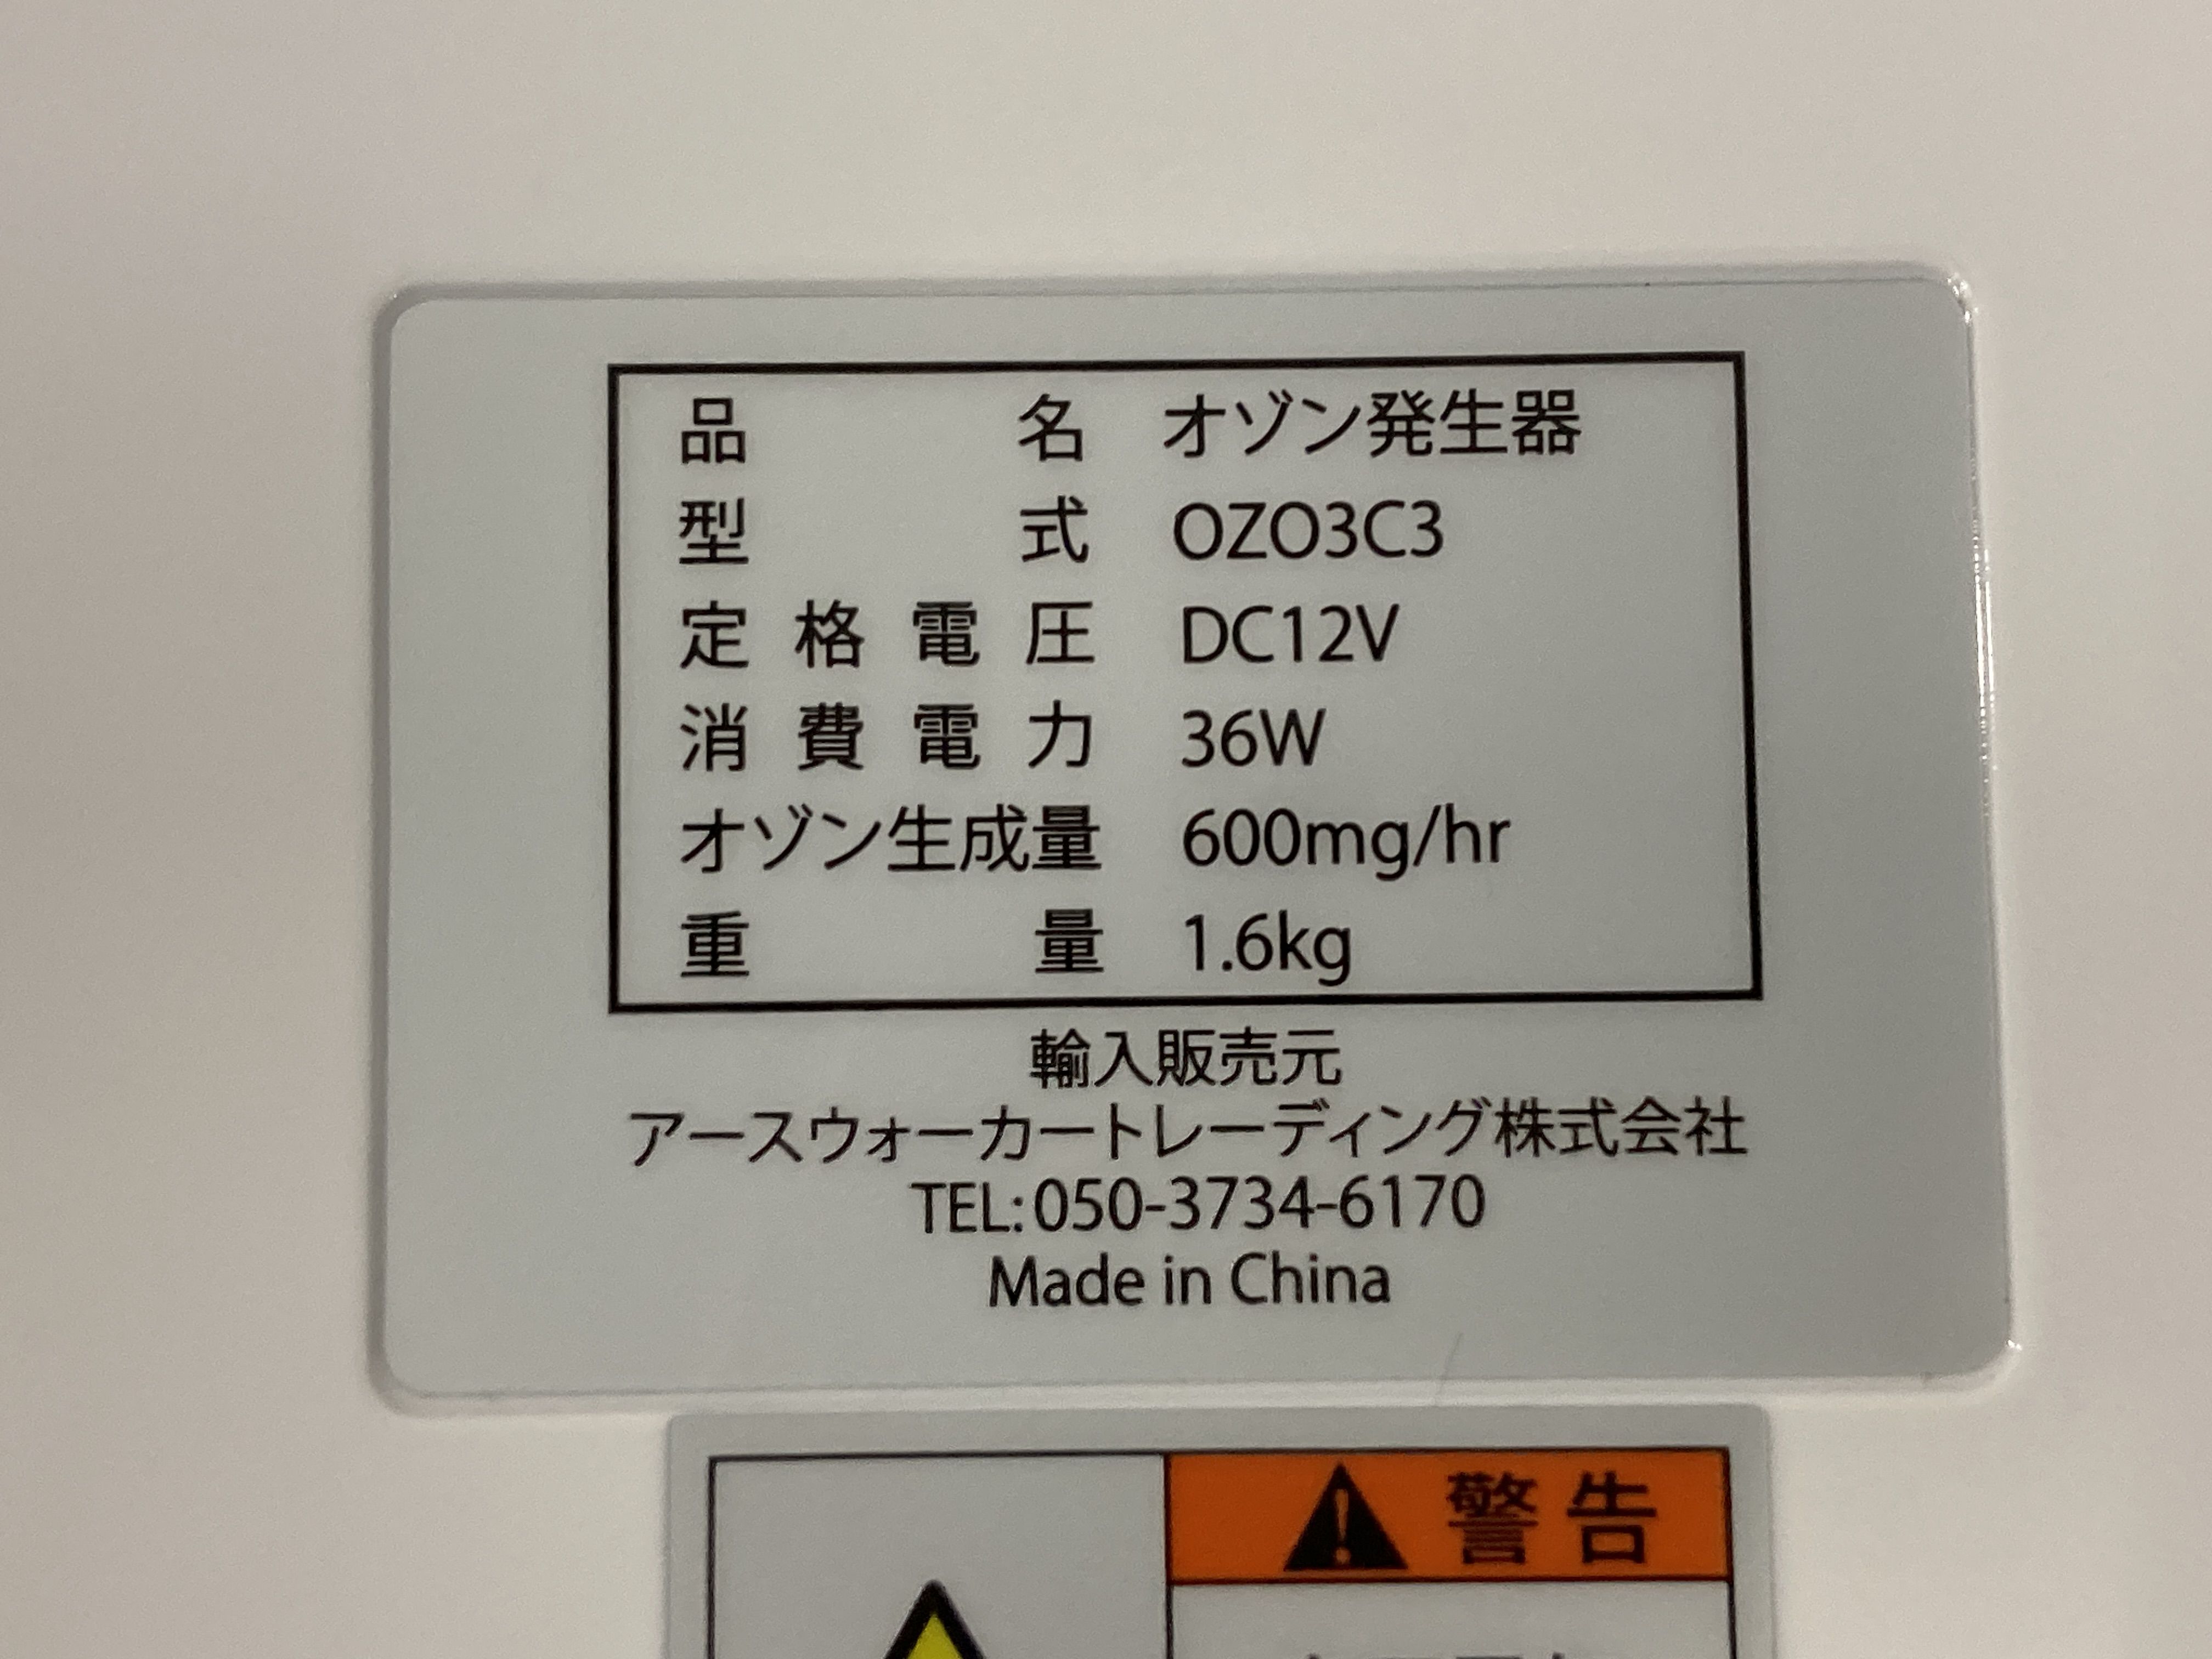 品名 オゾン発生器
型式 OZO3C3
定格電圧 DC12V
消費電力 36W
オゾン生成量 600mg/hr
重量 1.6kg
輸入販売元
アースウォーカートレーディング株式会社
TEL:050-3734-6170
Made in China
警告